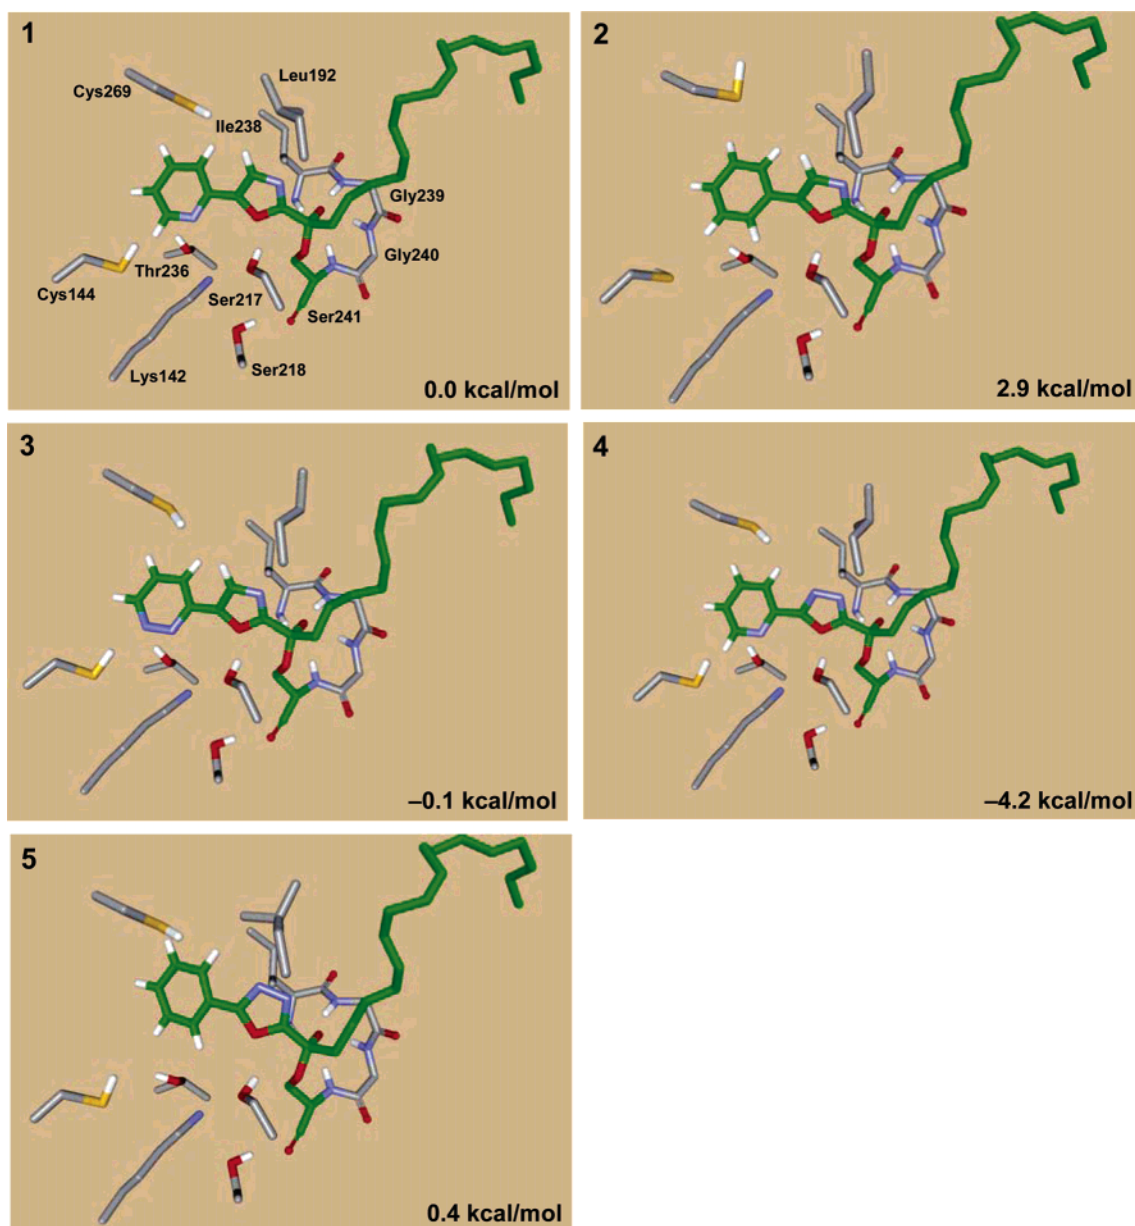 1
Cys269
Leu192
Ile238
Gly239
Gly240
Thr236
Cys144
Ser217
Ser241
Lys142
Ser218
0.0 kcal/mol
2
2.9 kcal/mol
3
–0.1 kcal/mol
4
–4.2 kcal/mol
5
0.4 kcal/mol